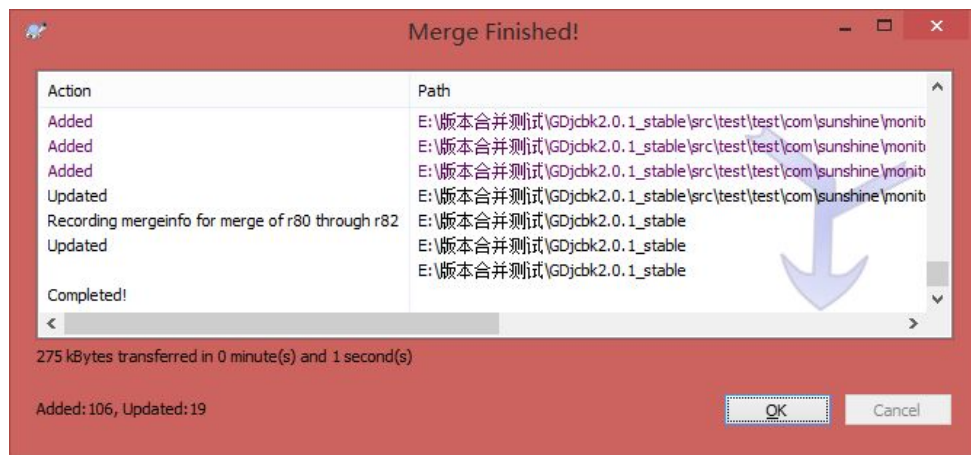 Merge Finished!
Action Path
Added E:\版本合并测试\GDjcbk2.0.1_stable\src\test\test\com\sunshine\monit
Added E:\版本合并测试\GDjcbk2.0.1_stable\src\test\test\com\sunshine\monit
Added E:\版本合并测试\GDjcbk2.0.1_stable\src\test\test\com\sunshine\monit
Updated E:\版本合并测试\GDjcbk2.0.1_stable\src\test\test\com\sunshine\monit
Recording mergeinfo for merge of r80 through r82 E:\版本合并测试\GDjcbk2.0.1_stable
Updated E:\版本合并测试\GDjcbk2.0.1_stable
E:\版本合并测试\GDjcbk2.0.1_stable
Completed!
275 kBytes transferred in 0 minute(s) and 1 second(s)
Added:106, Updated:19
OK Cancel